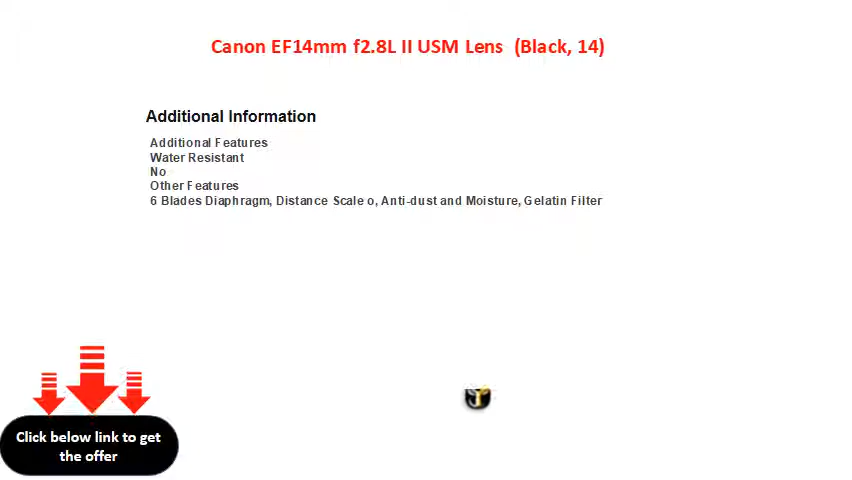 Canon EF14mm f2.8L II USM Lens (Black, 14)
Additional Information
Additional Features
Water Resistant
No
Other Features
6 Blades Diaphragm, Distance Scale o, Anti-dust and Moisture, Gelatin Filter
Click below link to get
the offer